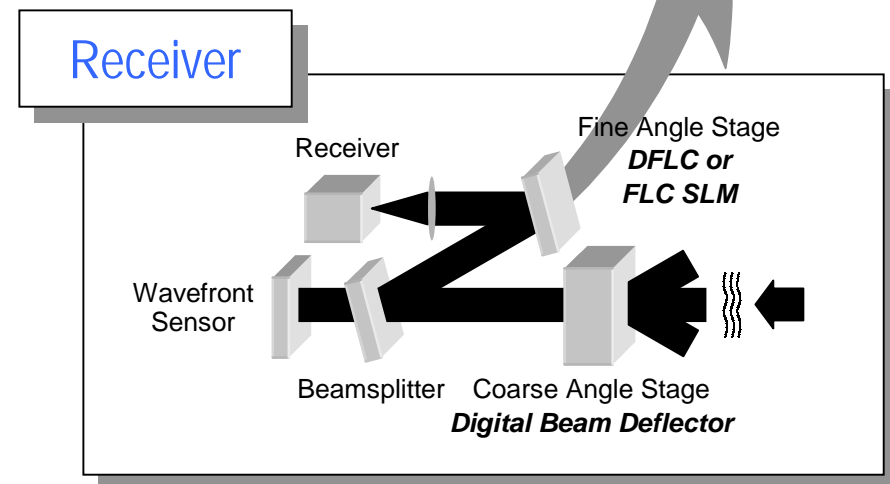 Receiver
Receiver
Fine Angle Stage
DFLC or
FLC SLM
Wavefront
Sensor
Beamsplitter
Coarse Angle Stage
Digital Beam Deflector